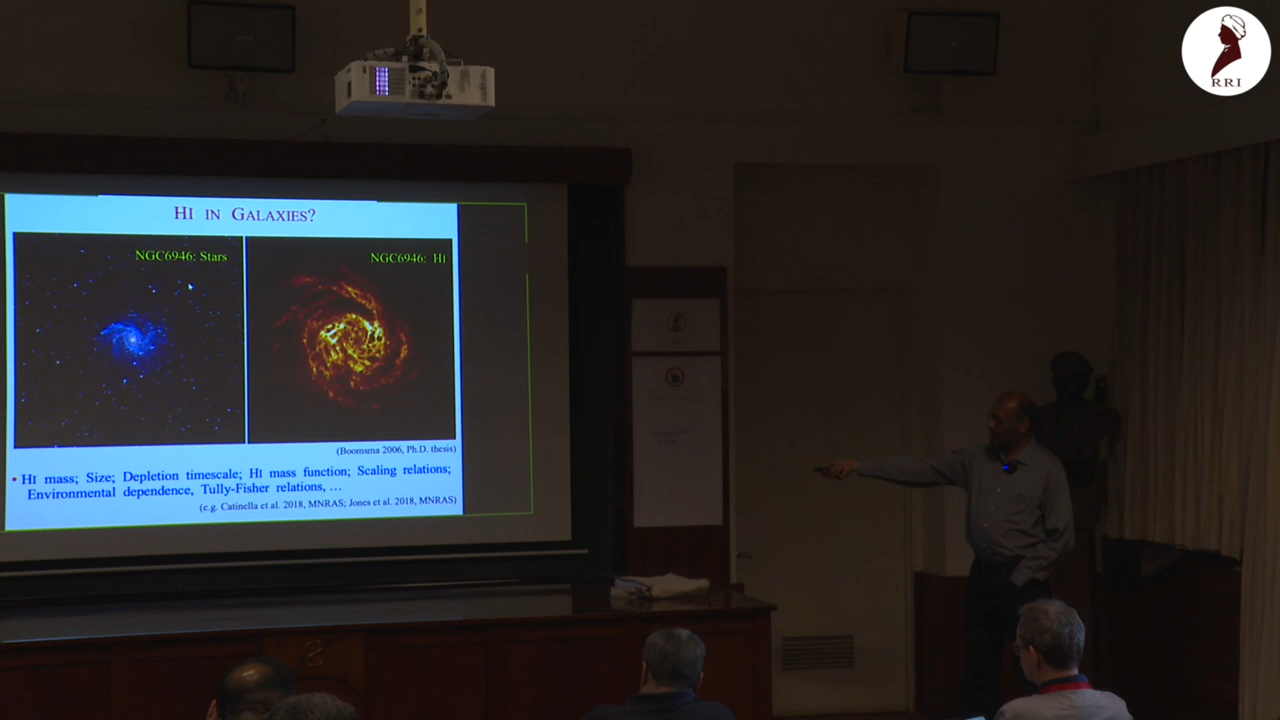 RRI
HI IN GALAXIES?
NGC6946: Stars
NGC6946: HI
(Boomsma 2006, Ph.D. thesis)
• HI mass; Size; Depletion timescale; HI mass function; Scaling relations;
Environmental dependence, Tully-Fisher relations, ...
(e.g. Catinella et al. 2018, MNRAS; Jones et al. 2018, MNRAS)